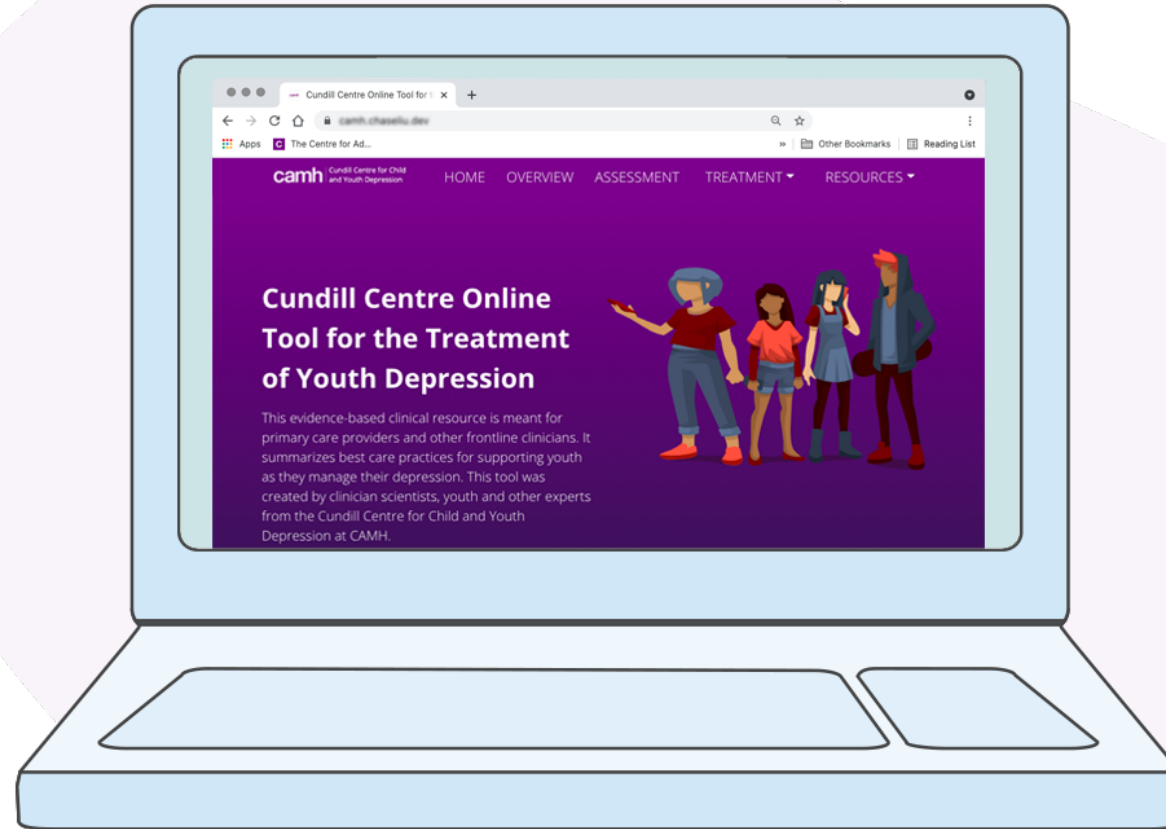 Cundill Centre Online Tool for t
camh.chaseliu.dev
Apps C The Centre for Ad... » Other Bookmarks Reading List
camh Cundill Centre for Child
and Youth Depression
HOME OVERVIEW ASSESSMENT TREATMENT RESOURCES
Cundill Centre Online
Tool for the Treatment
of Youth Depression
This evidence-based clinical resource is meant for
primary care providers and other frontline clinicians. It
summarizes best care practices for supporting youth
as they manage their depression. This tool was
created by clinician scientists, youth and other experts
from the Cundill Centre for Child and Youth
Depression at CAMH.